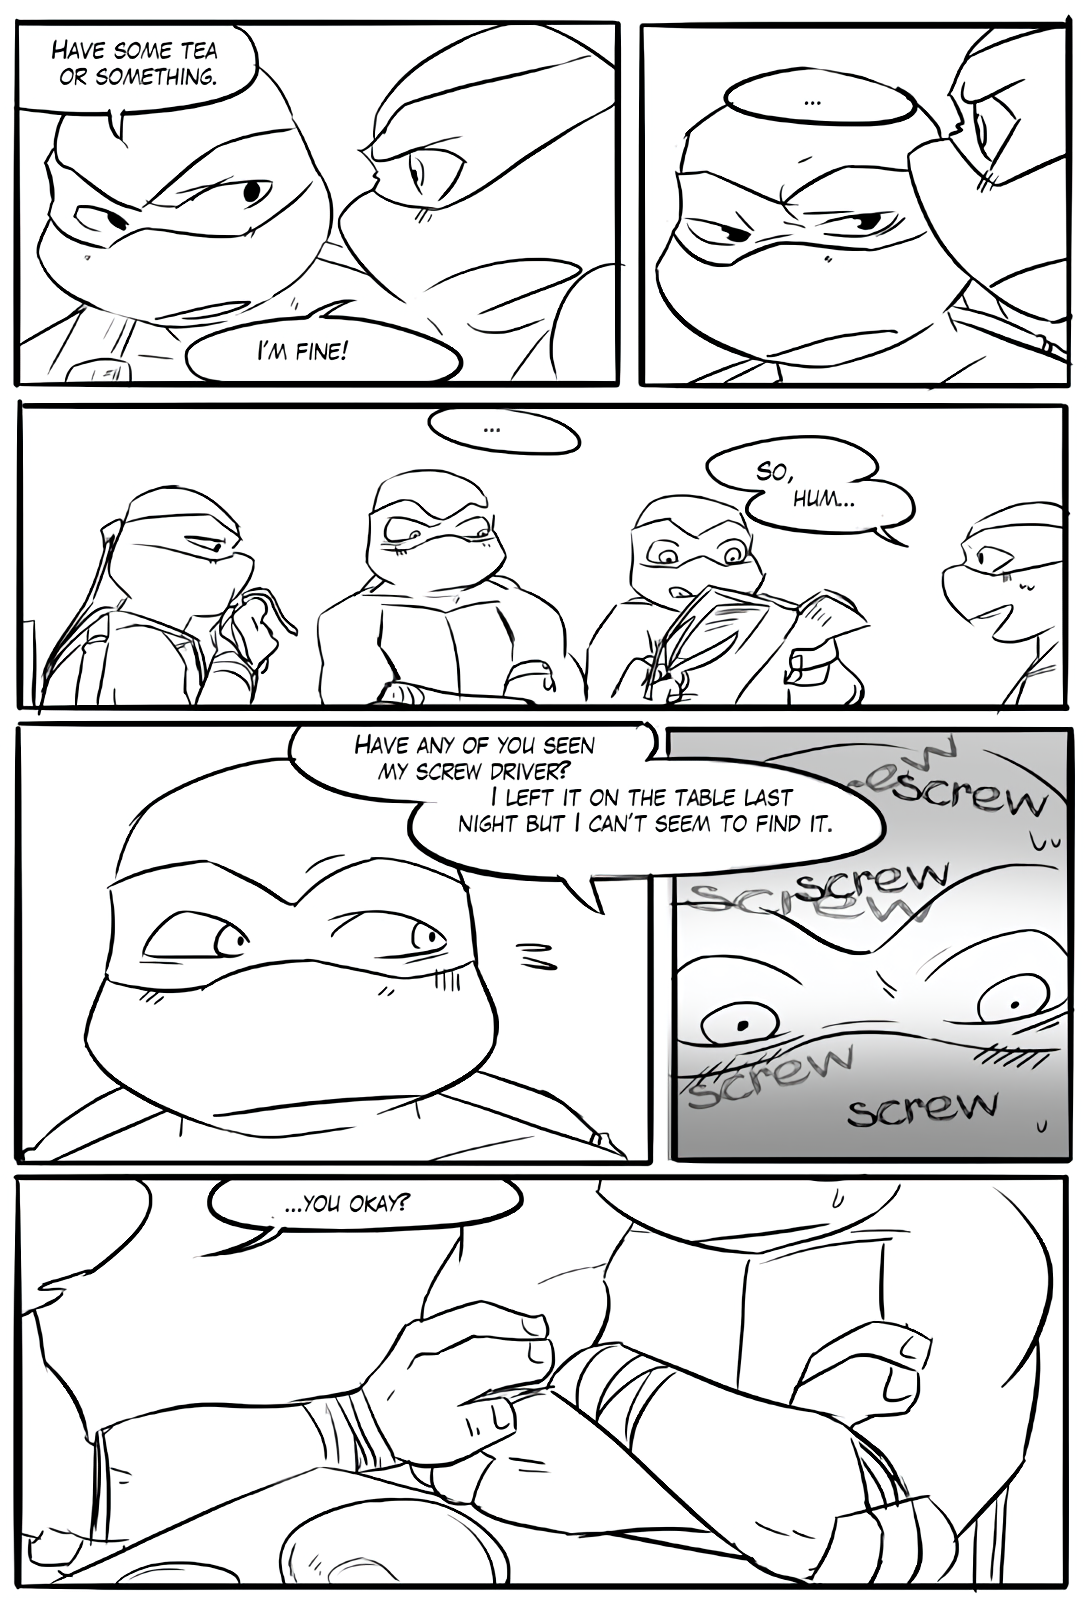 HAVE SOME TEA
OR SOMETHING.
I'M FINE!
...
...
SO,
HUM...
HAVE ANY OF YOU SEEN
MY SCREW DRIVER?
I LEFT IT ON THE TABLE LAST
NIGHT BUT I CAN'T SEEM TO FIND IT.
screw
screw
screw
screw
screw
screw
...YOU OKAY?